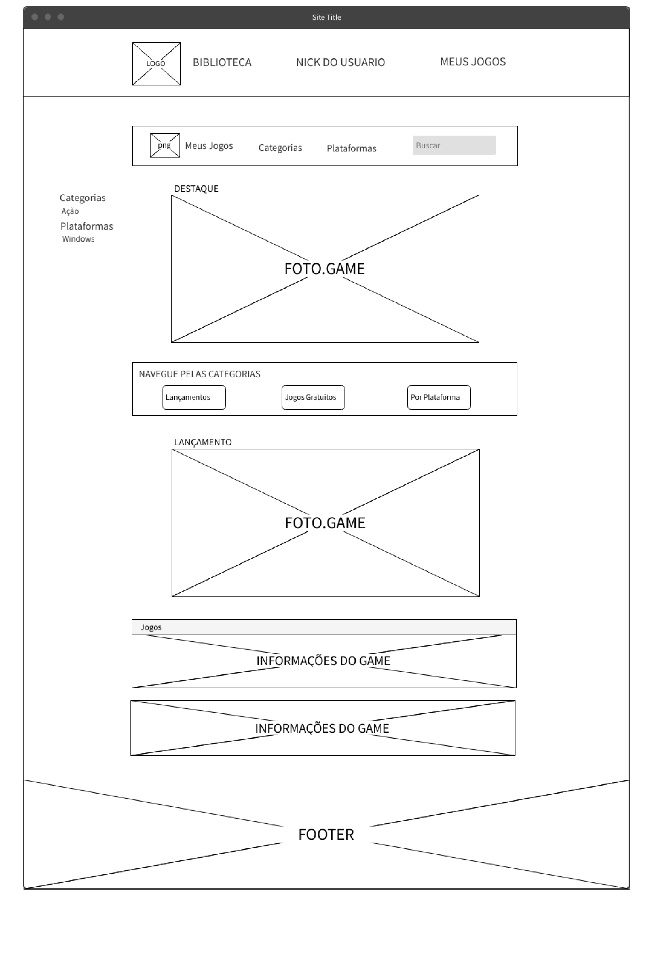 Site Title
LOGO
BIBLIOTECA
NICK DO USUARIO
MEUS JOGOS
png
Meus Jogos
Categorias
Plataformas
Buscar
Categorias
Ação
Plataformas
Windows
DESTAQUE
FOTO.GAME
NAVEGUE PELAS CATEGORIAS
Lançamentos
Jogos Gratuitos
Por Plataforma
LANÇAMENTO
FOTO.GAME
Jogos
INFORMAÇÕES DO GAME
INFORMAÇÕES DO GAME
FOOTER